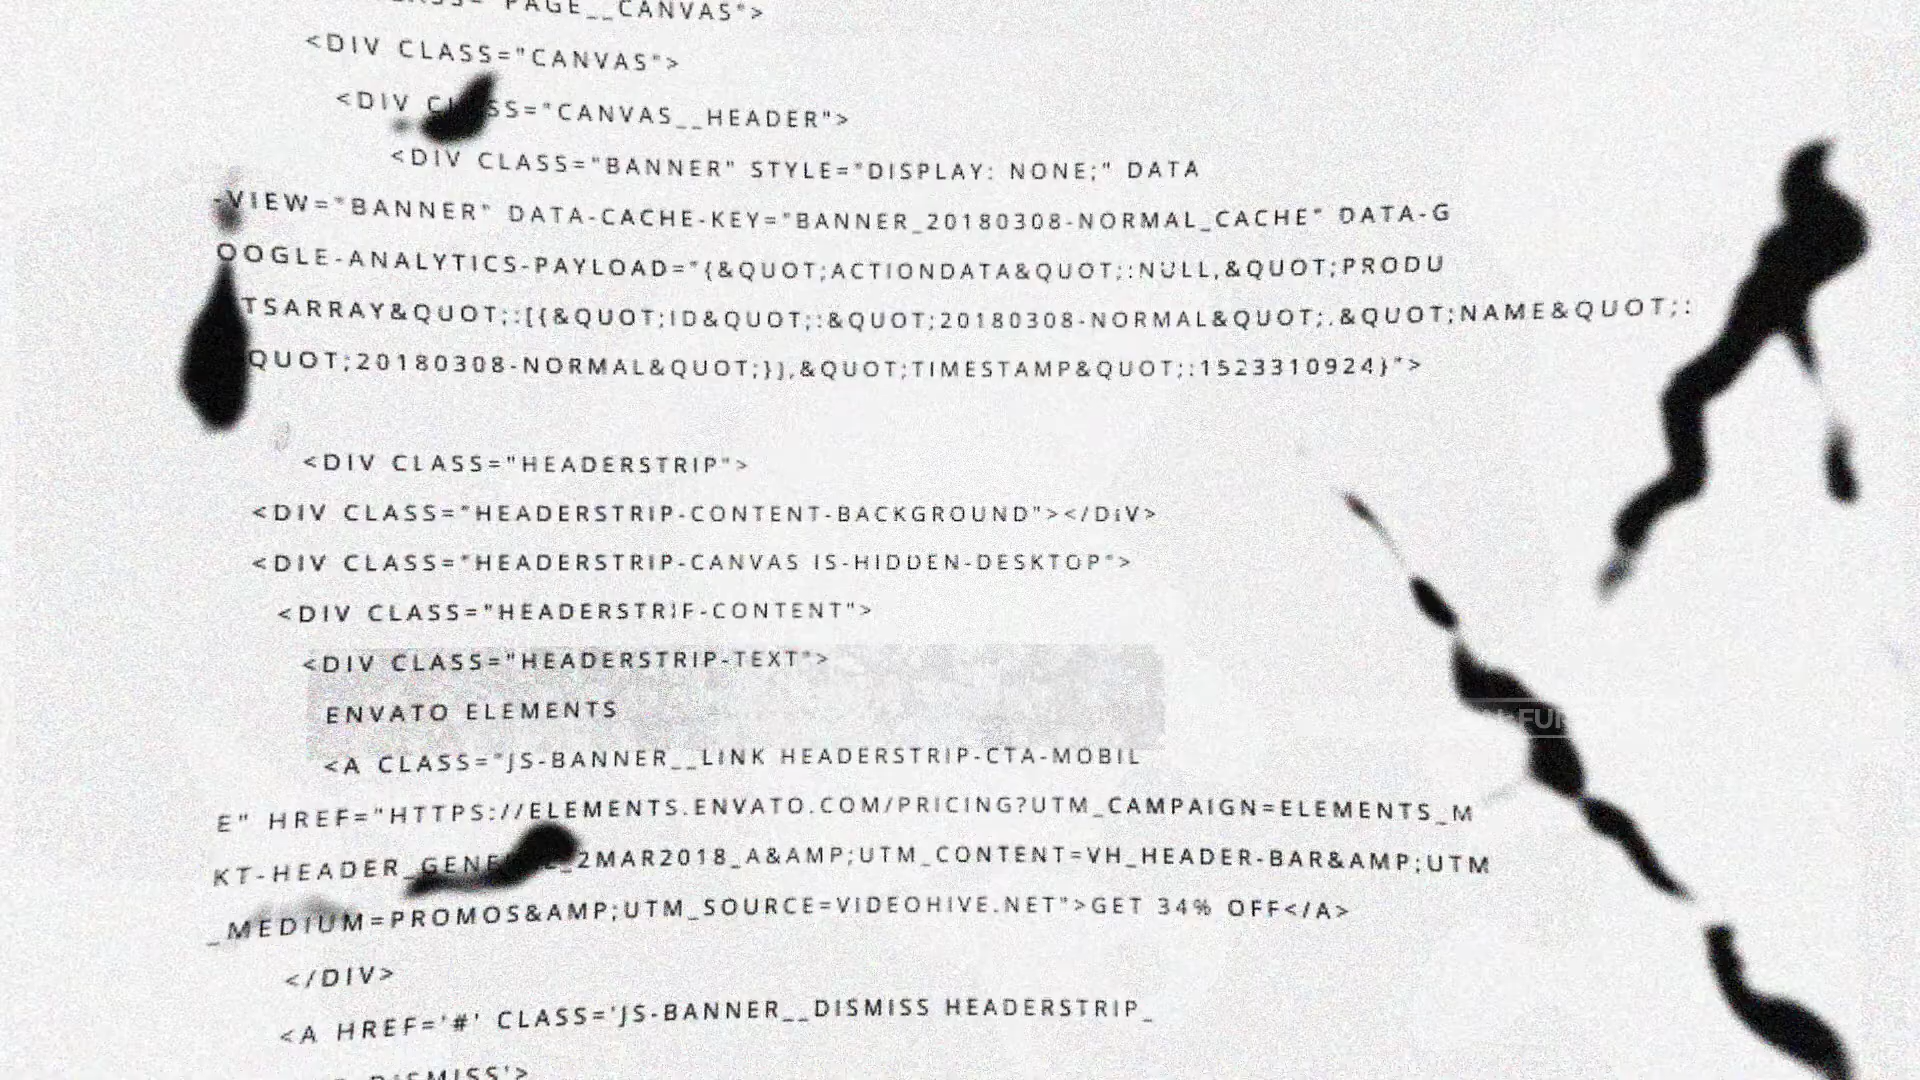 PAGE__CANVAS">
<DIV CLASS="CANVAS">
<DIV CLASS="CANVAS__HEADER">
<DIV CLASS="BANNER" STYLE="DISPLAY: NONE;" DATA
-VIEW="BANNER" DATA-CACHE-KEY="BANNER_20180308-NORMAL_CACHE" DATA-G
OOGLE-ANALYTICS-PAYLOAD="{&QUOT;ACTIONDATA&QUOT;:NULL,&QUOT;PRODU
TSARRAY&QUOT;:[{&QUOT;ID&QUOT;:&QUOT;20180308-NORMAL&QUOT;,&QUOT;NAME&QUOT;:
QUOT;20180308-NORMAL&QUOT;}],&QUOT;TIMESTAMP&QUOT;:1523310924}">
<DIV CLASS="HEADERSTRIP">
<DIV CLASS="HEADERSTRIP-CONTENT-BACKGROUND"></DIV>
<DIV CLASS="HEADERSTRIP-CANVAS IS-HIDDEN-DESKTOP">
<DIV CLASS="HEADERSTRIP-CONTENT">
<DIV CLASS="HEADERSTRIP-TEXT">
ENVATO ELEMENTS
<A CLASS="JS-BANNER__LINK HEADERSTRIP-CTA-MOBIL
E" HREF="HTTPS://ELEMENTS.ENVATO.COM/PRICING?UTM_CAMPAIGN=ELEMENTS_M
KT-HEADER_GENE 2MAR2018_A&AMP;UTM_CONTENT=VH_HEADER-BAR&AMP;UTM
_MEDIUM=PROMOS&AMP;UTM_SOURCE=VIDEOHIVE.NET">GET 34% OFF</A>
</DIV>
<A HREF='#' CLASS='JS-BANNER__DISMISS HEADERSTRIP_